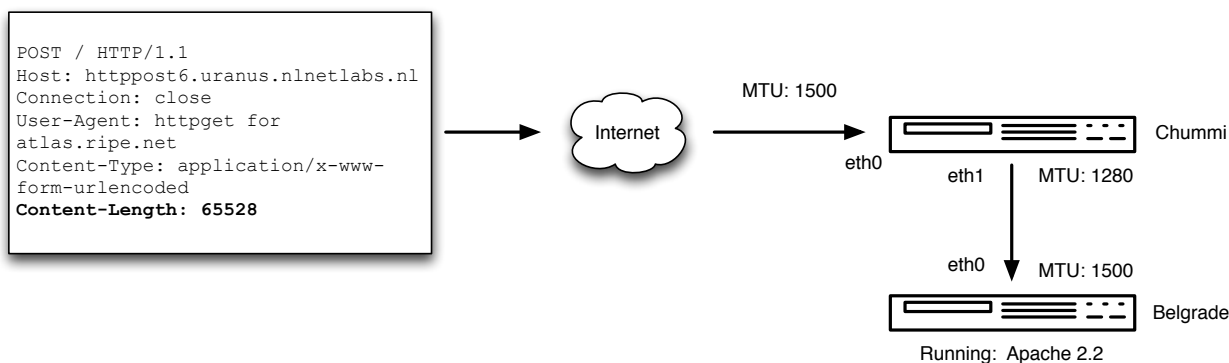 POST / HTTP/1.1
Host: httppost6.uranus.nlnetlabs.nl
Connection: close
User-Agent: httpget for
atlas.ripe.net
Content-Type: application/x-www-
form-urlencoded
Content-Length: 65528
Internet
MTU: 1500
eth0
Chummi
eth1
MTU: 1280
eth0
MTU: 1500
Belgrade
Running: Apache 2.2